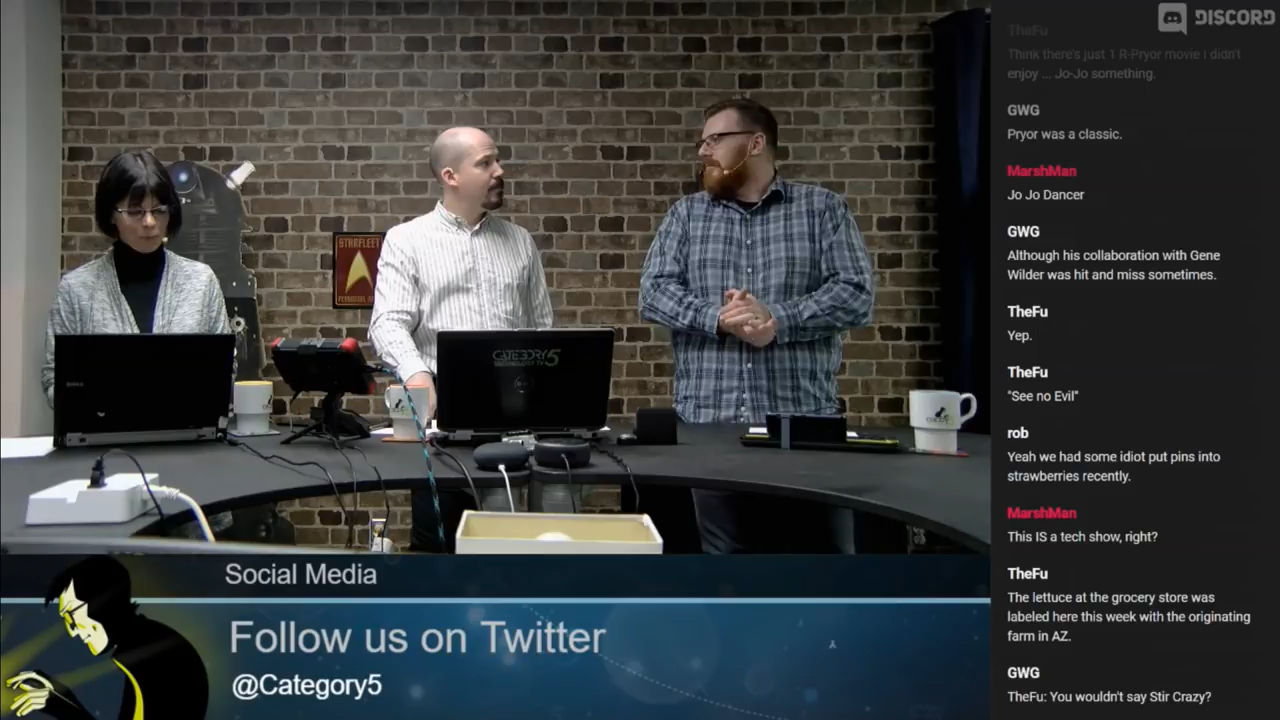 DISCORD
TheFu
Think there's just 1 R-Pryor movie I didn't
enjoy ... Jo-Jo something.
GWG
Pryor was a classic.
MarshMan
Jo Jo Dancer
GWG
Although his collaboration with Gene
Wilder was hit and miss sometimes.
TheFu
Yep.
TheFu
"See no Evil"
rob
Yeah we had some idiot put pins into
strawberries recently.
MarshMan
This IS a tech show, right?
TheFu
The lettuce at the grocery store was
labeled here this week with the originating
farm in AZ.
GWG
TheFu: You wouldn't say Stir Crazy?
STARFLEET
PERSONNEL
CATEGORY5
TECHNOLOGY TV
DELL
Social Media
Follow us on Twitter
@Category5